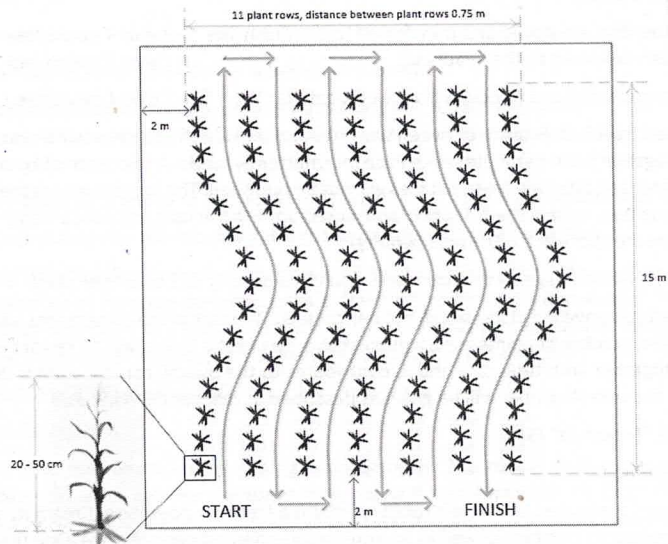 11 plant rows, distance between plant rows 0.75 m
2 m
15 m
20 - 50 cm
START
2 m
FINISH